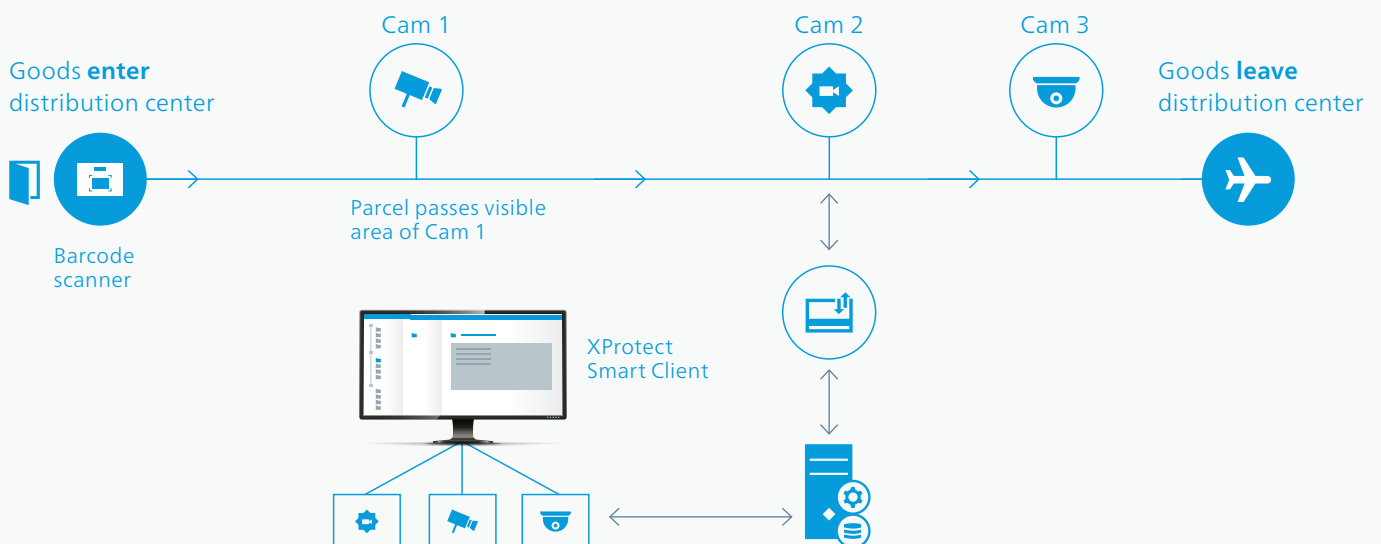 Cam 1
Cam 2
Cam 3
Goods enter
distribution center
Goods leave
distribution center
Parcel passes visible
area of Cam 1
Barcode
scanner
XProtect
Smart Client